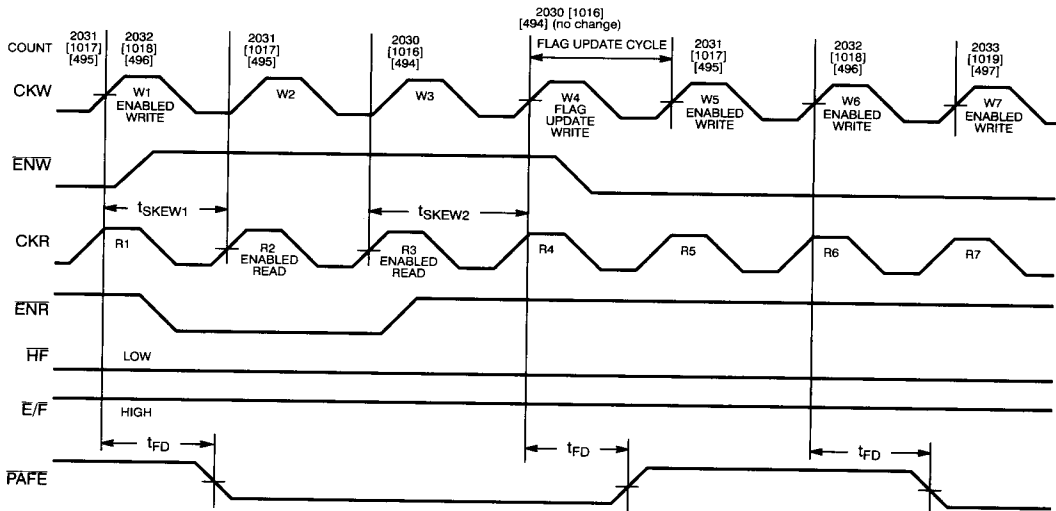 2030 [1016]
[494] (no change)
COUNT
2031
[1017]
[495]
2032
[1018]
[496]
2031
[1017]
[495]
2030
[1016]
[494]
FLAG UPDATE CYCLE
2031
[1017]
[495]
2032
[1018]
[496]
2033
[1019]
[497]
CKW
W1
ENABLED
WRITE
W2
W3
W4
FLAG
UPDATE
WRITE
W5
ENABLED
WRITE
W6
ENABLED
WRITE
W7
ENABLED
WRITE
ENW
tSKEW1
tSKEW2
CKR
R1
R2
ENABLED
READ
R3
ENABLED
READ
R4
R5
R6
R7
ENR
HF
LOW
E/F
HIGH
tFD
tFD
tFD
PAFE